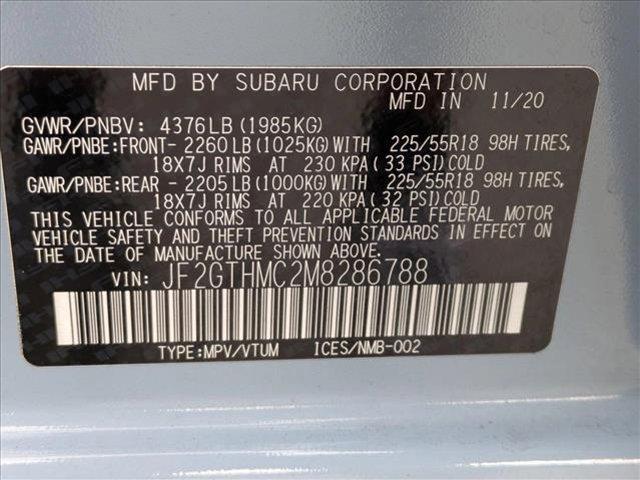 MFD BY SUBARU CORPORATION
MFD IN 11/20
GVWR/PNBV: 4376LB(1985KG)
GAWR/PNBE:FRONT- 2260LB(1025KG)WITH 225/55R18 98H TIRES,
18X7J RIMS AT 230 KPA(33 PSI)COLD
GAWR/PNBE:REAR - 2205LB(1000KG)WITH 225/55R18 98H TIRES,
18X7J RIMS AT 220 KPA(32 PSI)COLD
THIS VEHICLE CONFORMS TO ALL APPLICABLE FEDERAL MOTOR
VEHICLE SAFETY AND THEFT PREVENTION STANDARDS IN EFFECT ON
THE DATE OF MANUFACTURE SHOWN ABOVE.
VIN: JF2GTHMC2M8286788
TYPE:MPV/VTUM ICES/NMB-002